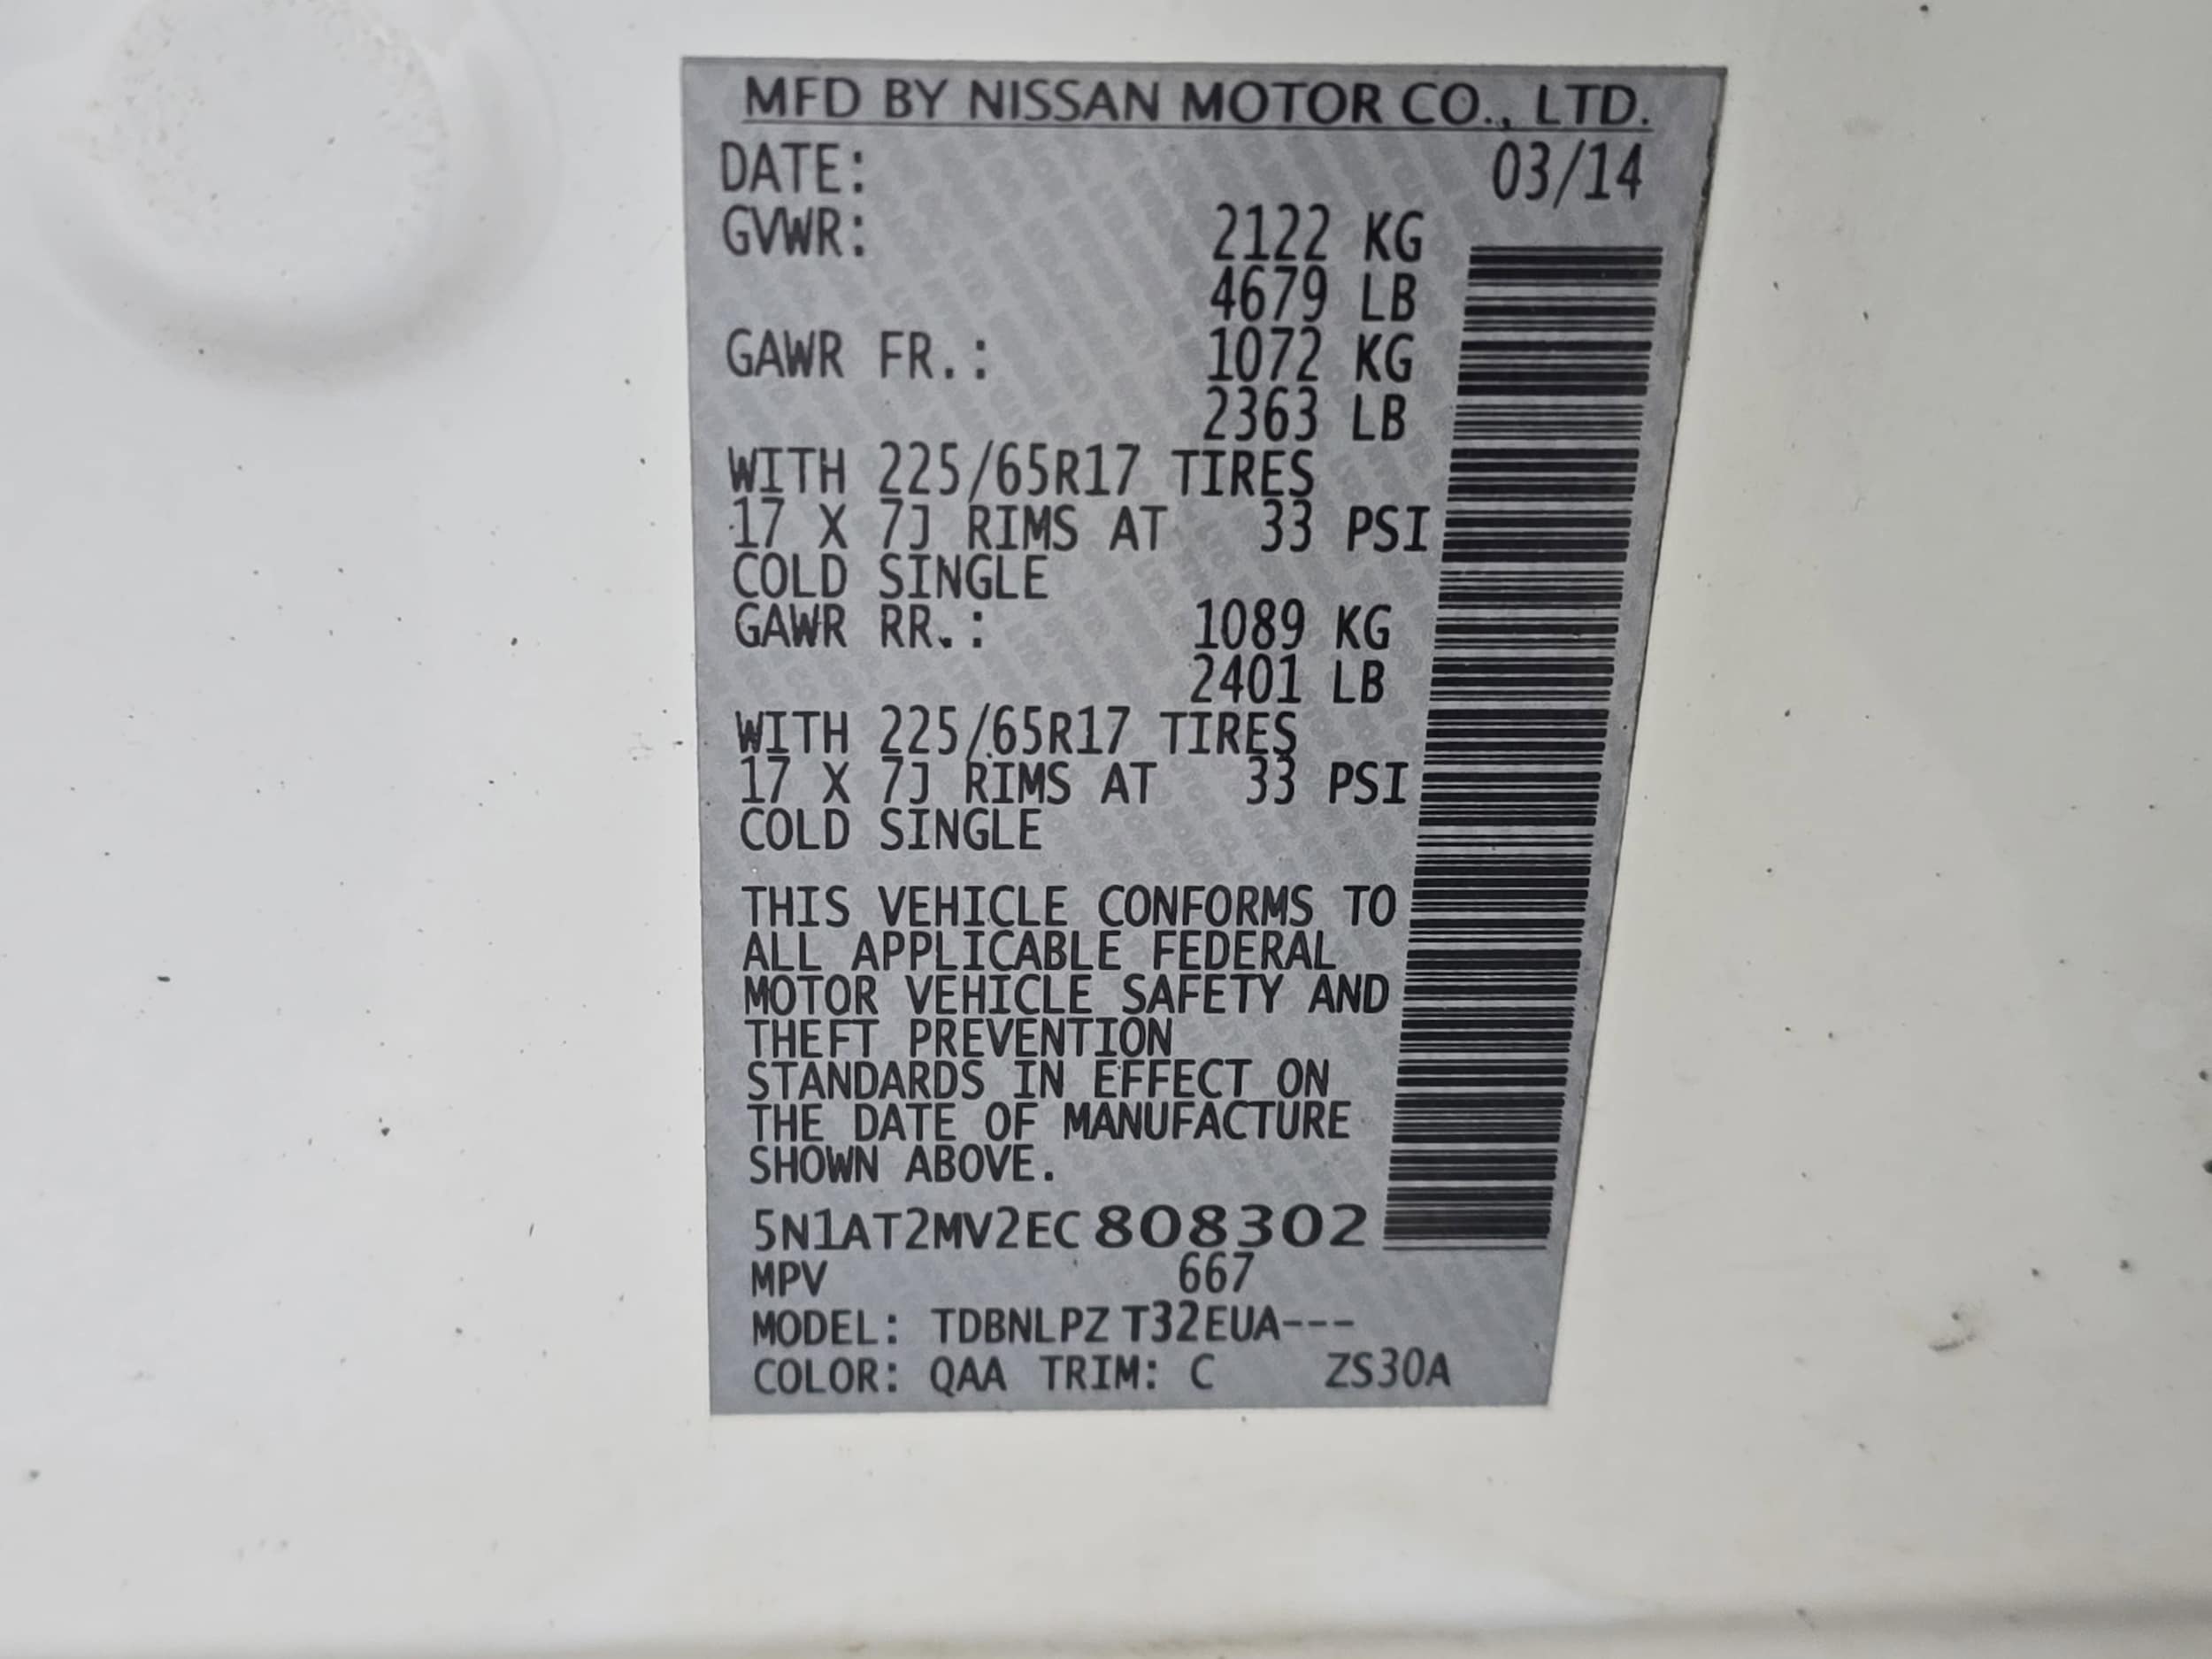 MFD BY NISSAN MOTOR CO., LTD.
DATE: 03/14
GVWR: 2122 KG
4679 LB
GAWR FR.: 1072 KG
2363 LB
WITH 225/65R17 TIRES
17 X 7J RIMS AT 33 PSI
COLD SINGLE
GAWR RR.: 1089 KG
2401 LB
WITH 225/65R17 TIRES
17 X 7J RIMS AT 33 PSI
COLD SINGLE
THIS VEHICLE CONFORMS TO
ALL APPLICABLE FEDERAL
MOTOR VEHICLE SAFETY AND
THEFT PREVENTION
STANDARDS IN EFFECT ON
THE DATE OF MANUFACTURE
SHOWN ABOVE.
5N1AT2MV2EC808302
MPV 667
MODEL: TDBNLPZ T32EUA---
COLOR: QAA TRIM: C ZS30A